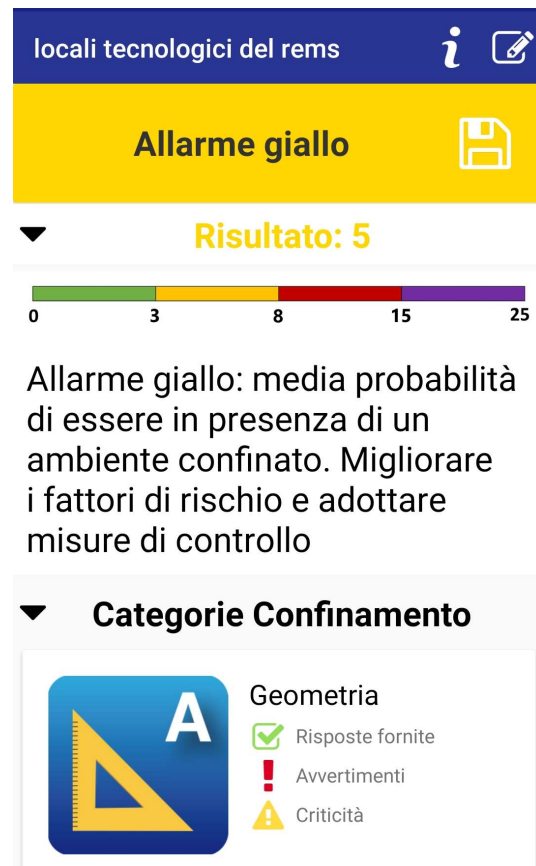 locali tecnologici del rems
i
Allarme giallo
Risultato: 5
0 3 8 15 25
Allarme giallo: media probabilità
di essere in presenza di un
ambiente confinato. Migliorare
i fattori di rischio e adottare
misure di controllo
Categorie Confinamento
A
Geometria
Risposte fornite
Avvertimenti
Criticità